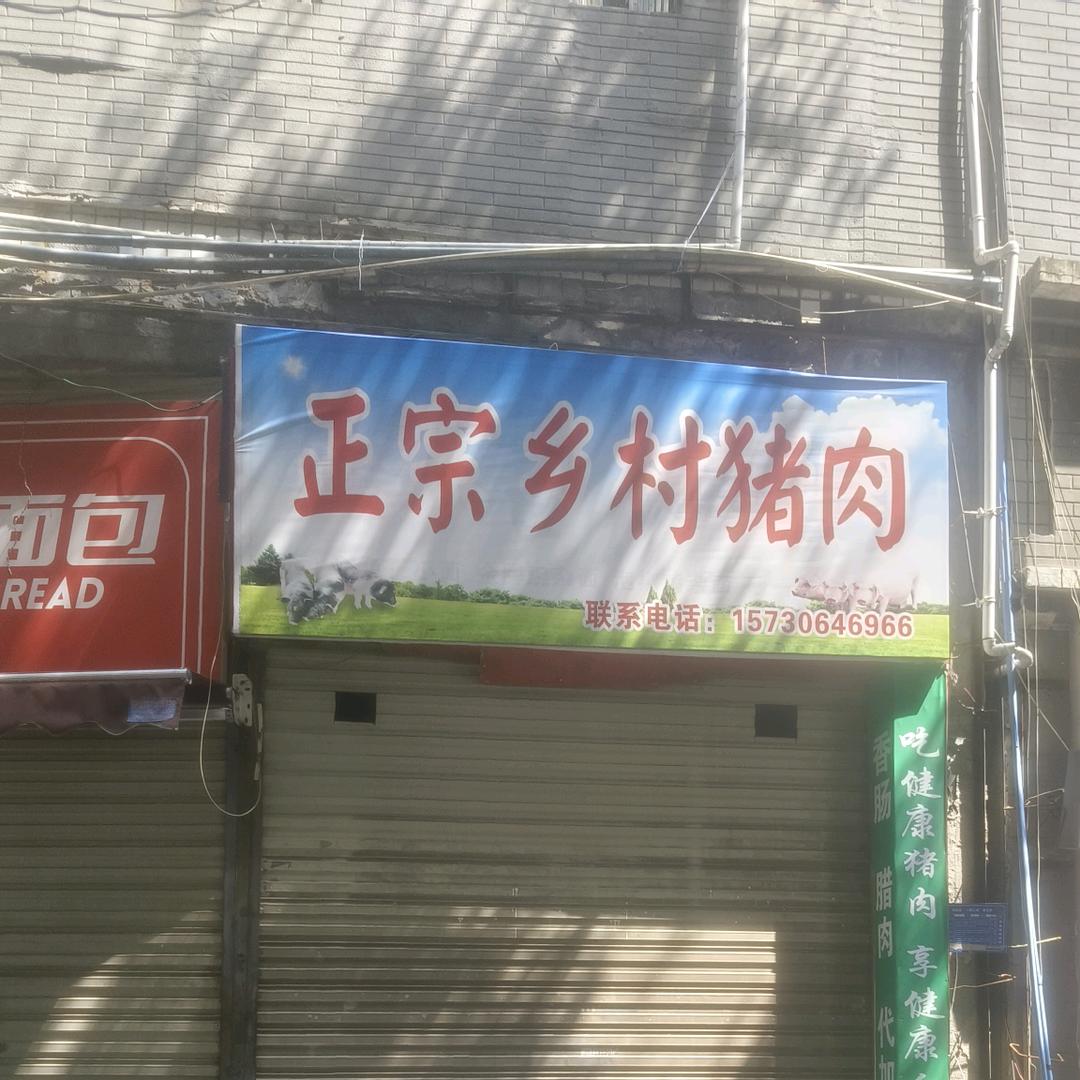 正宗乡村猪肉
联系电话：15730646966
面包
READ
香肠 腊肉 代加
吃健康猪肉 享健康